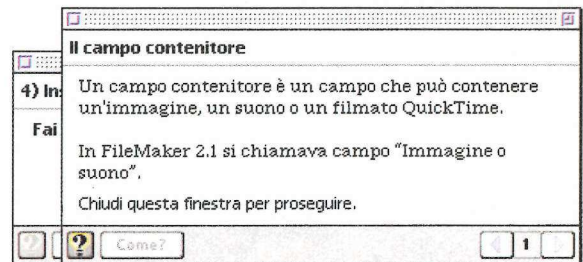 Il campo contenitore
4) Ins
Fai
Un campo contenitore è un campo che può contenere
un'immagine, un suono o un filmato QuickTime.
In FileMaker 2.1 si chiamava campo "Immagine o
suono".
Chiudi questa finestra per proseguire.
? Come? 1